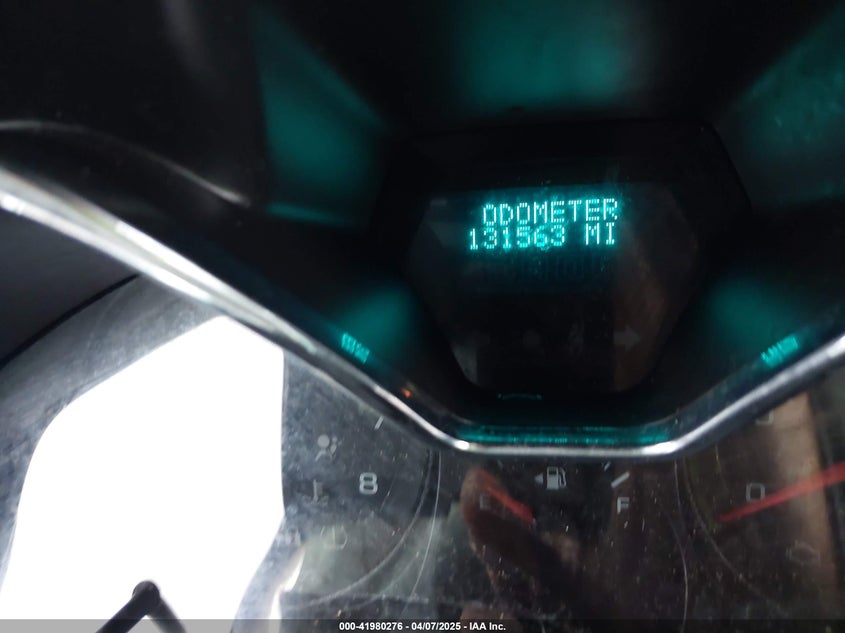 ODOMETER
131563 MI
8
F
0
000-41980276 - 04/07/2025 - IAA Inc.